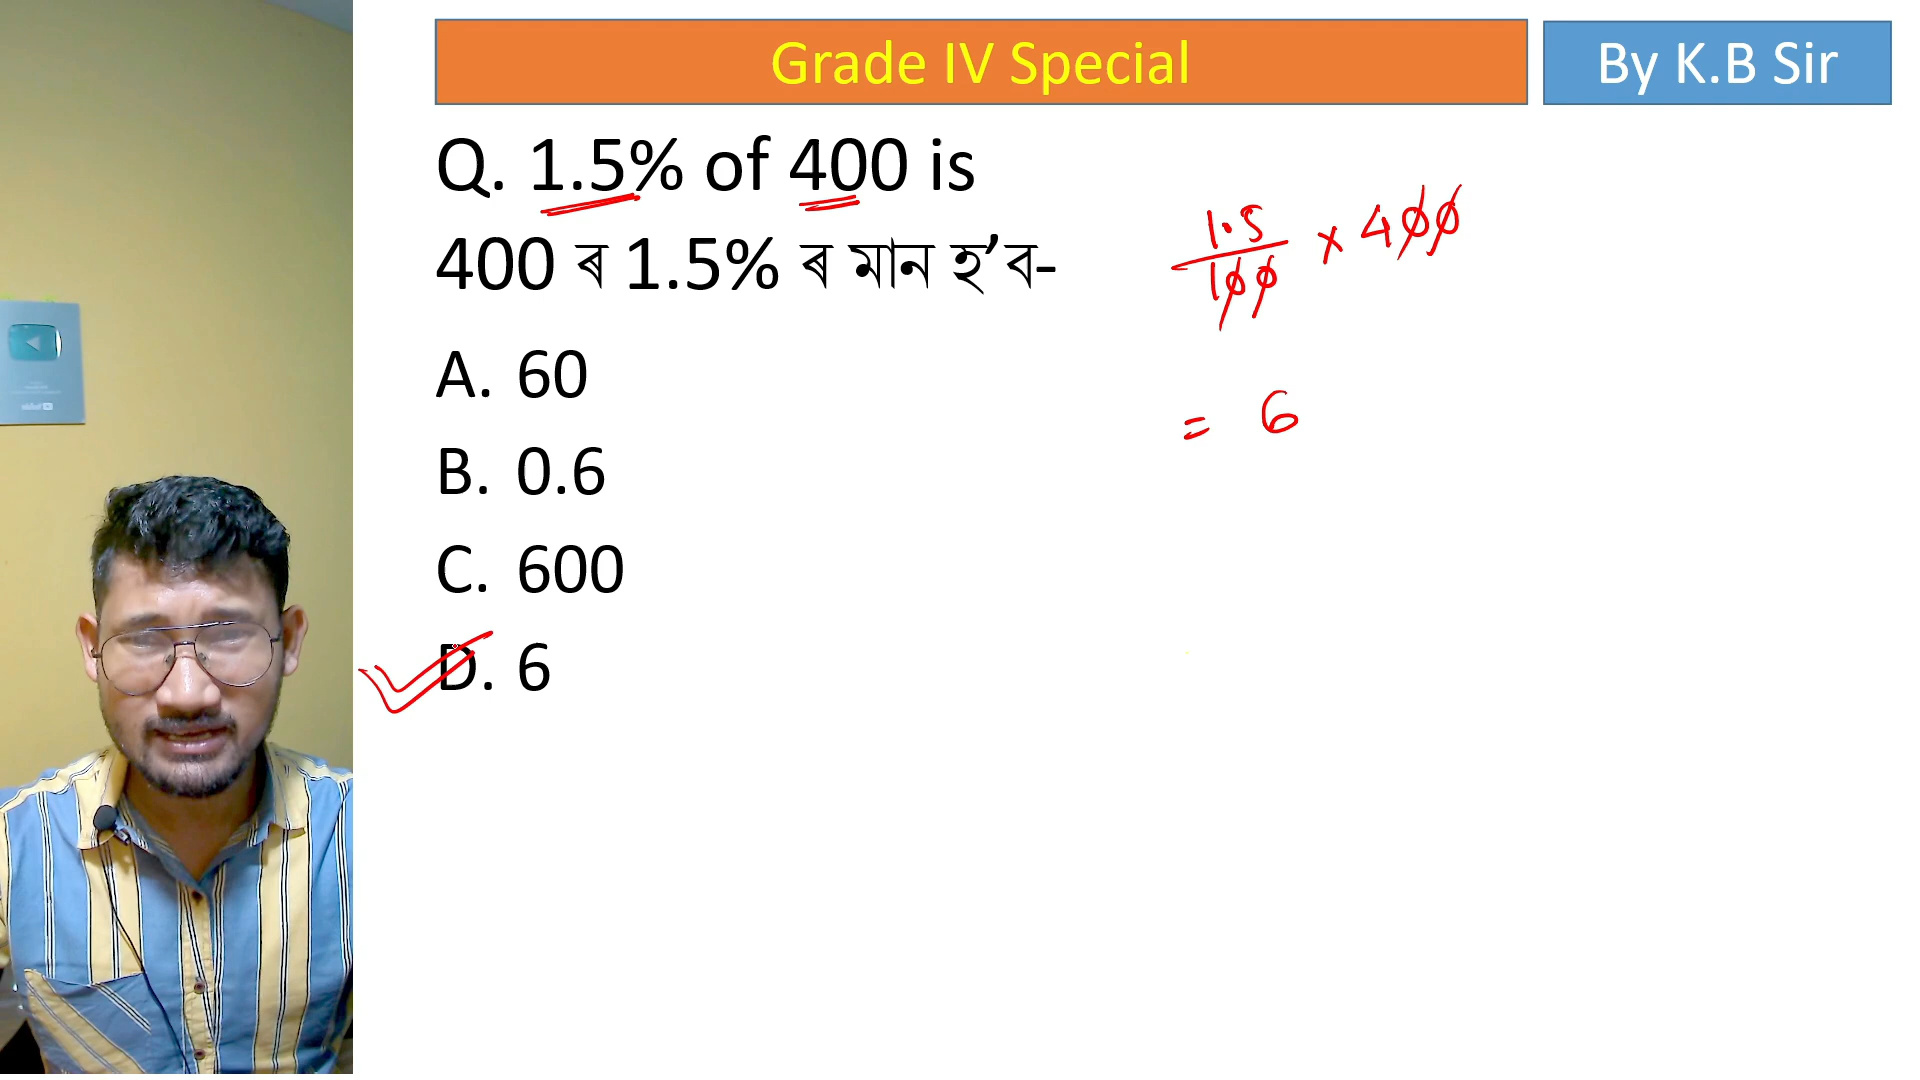 Grade IV Special
By K.B Sir
Q. 1.5% of 400 is
400 ৰ 1.5% ৰ মান হ’ব-
A. 60
B. 0.6
C. 600
D. 6
1.5
100
× 400
= 6